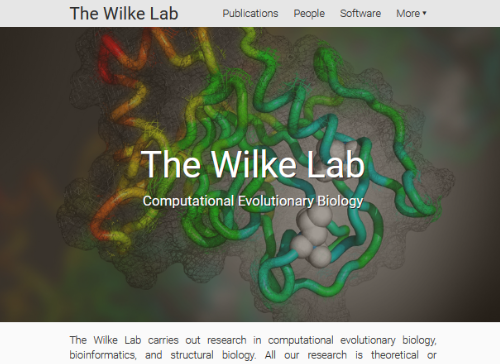 The Wilke Lab
Publications People Software More ▾
The Wilke Lab
Computational Evolutionary Biology
The Wilke Lab carries out research in computational evolutionary biology,
bioinformatics, and structural biology. All our research is theoretical or